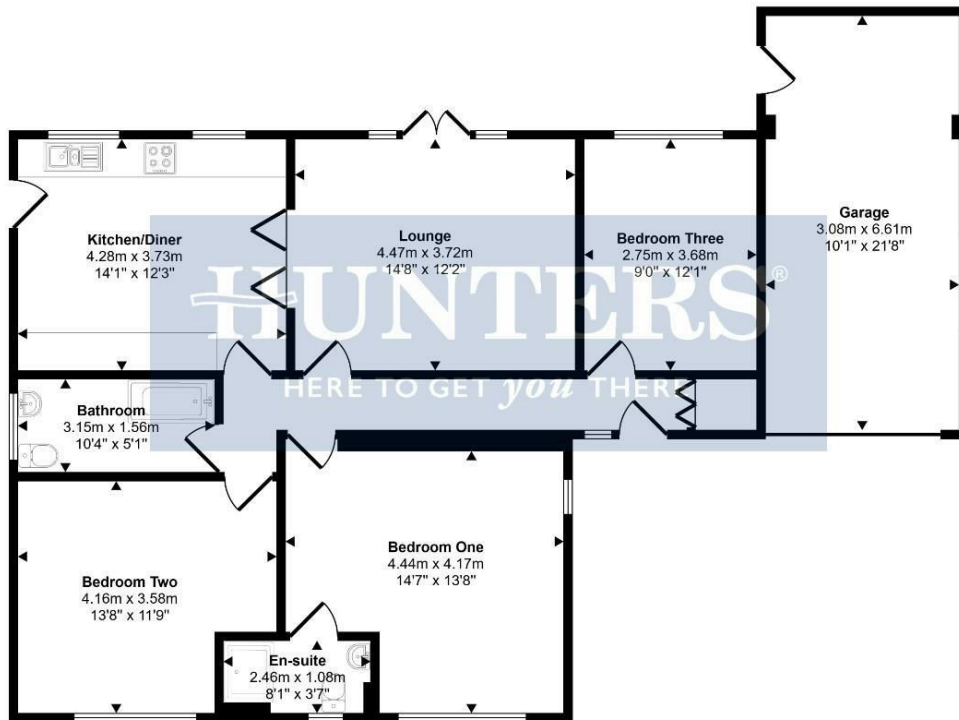 Kitchen/Diner
4.28m x 3.73m
14'1" x 12'3"
Lounge
4.47m x 3.72m
14'8" x 12'2"
Bedroom Three
2.75m x 3.68m
9'0" x 12'1"
Garage
3.08m x 6.61m
10'1" x 21'8"
HUNTERS®
HERE TO GET you THERE
Bathroom
3.15m x 1.56m
10'4" x 5'1"
Bedroom Two
4.16m x 3.58m
13'8" x 11'9"
Bedroom One
4.44m x 4.17m
14'7" x 13'8"
En-suite
2.46m x 1.08m
8'1" x 3'7"